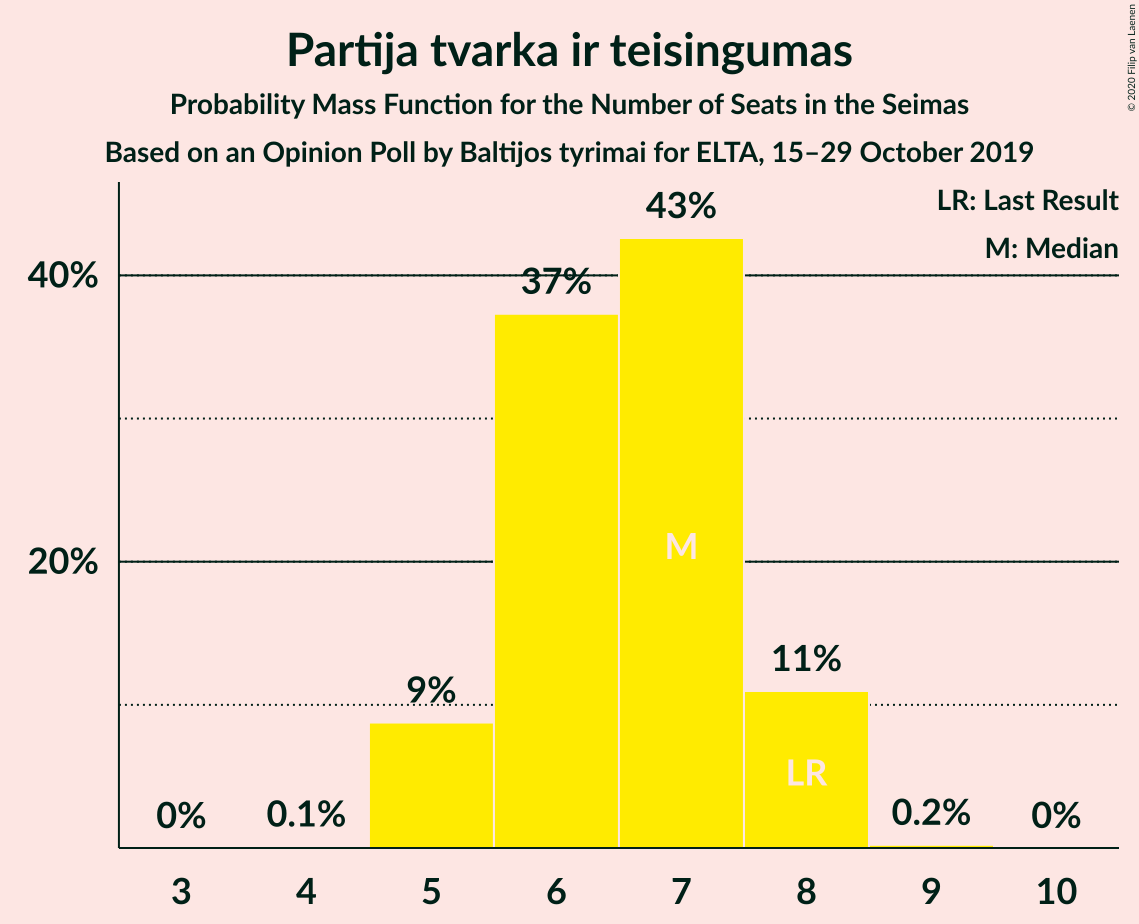 Partija tvarka ir teisingumas
Probability Mass Function for the Number of Seats in the Seimas
Based on an Opinion Poll by Baltijos tyrimai for ELTA, 15–29 October 2019
© 2020 Filip van Laenen
LR: Last Result
M: Median
43%
40%
37%
M
20%
11%
9%
LR
0%
0.1%
0.2%
0%
3 4 5 6 7 8 9 10